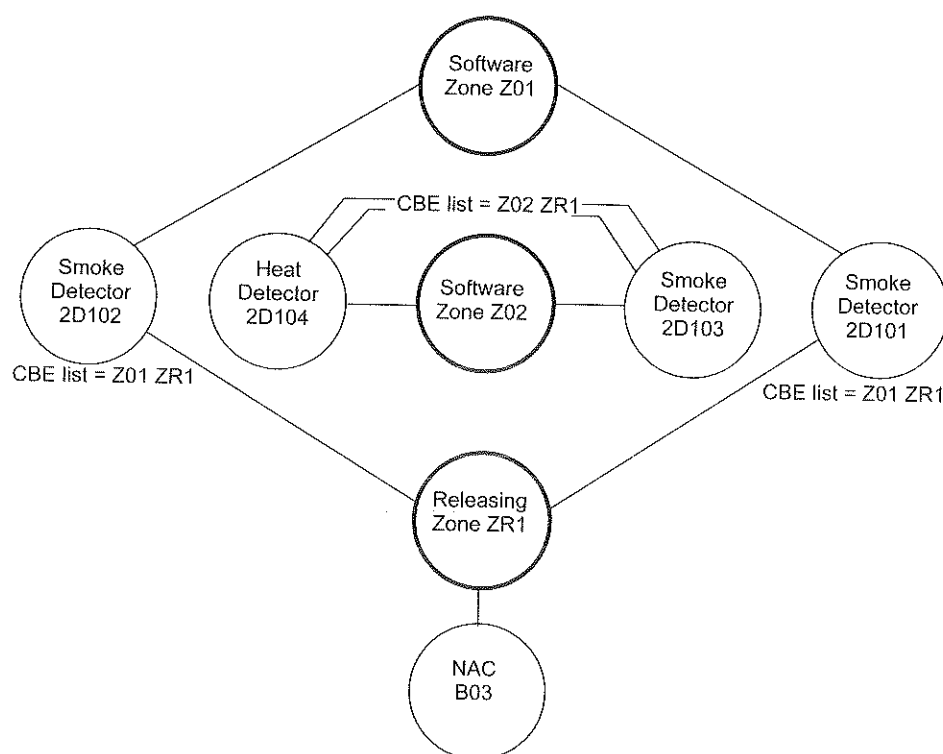 Software
Zone Z01
CBE list = Z02 ZR1
Smoke
Detector
2D102
Heat
Detector
2D104
Software
Zone Z02
Smoke
Detector
2D103
Smoke
Detector
2D101
CBE list = Z01 ZR1
CBE list = Z01 ZR1
Releasing
Zone ZR1
NAC
B03